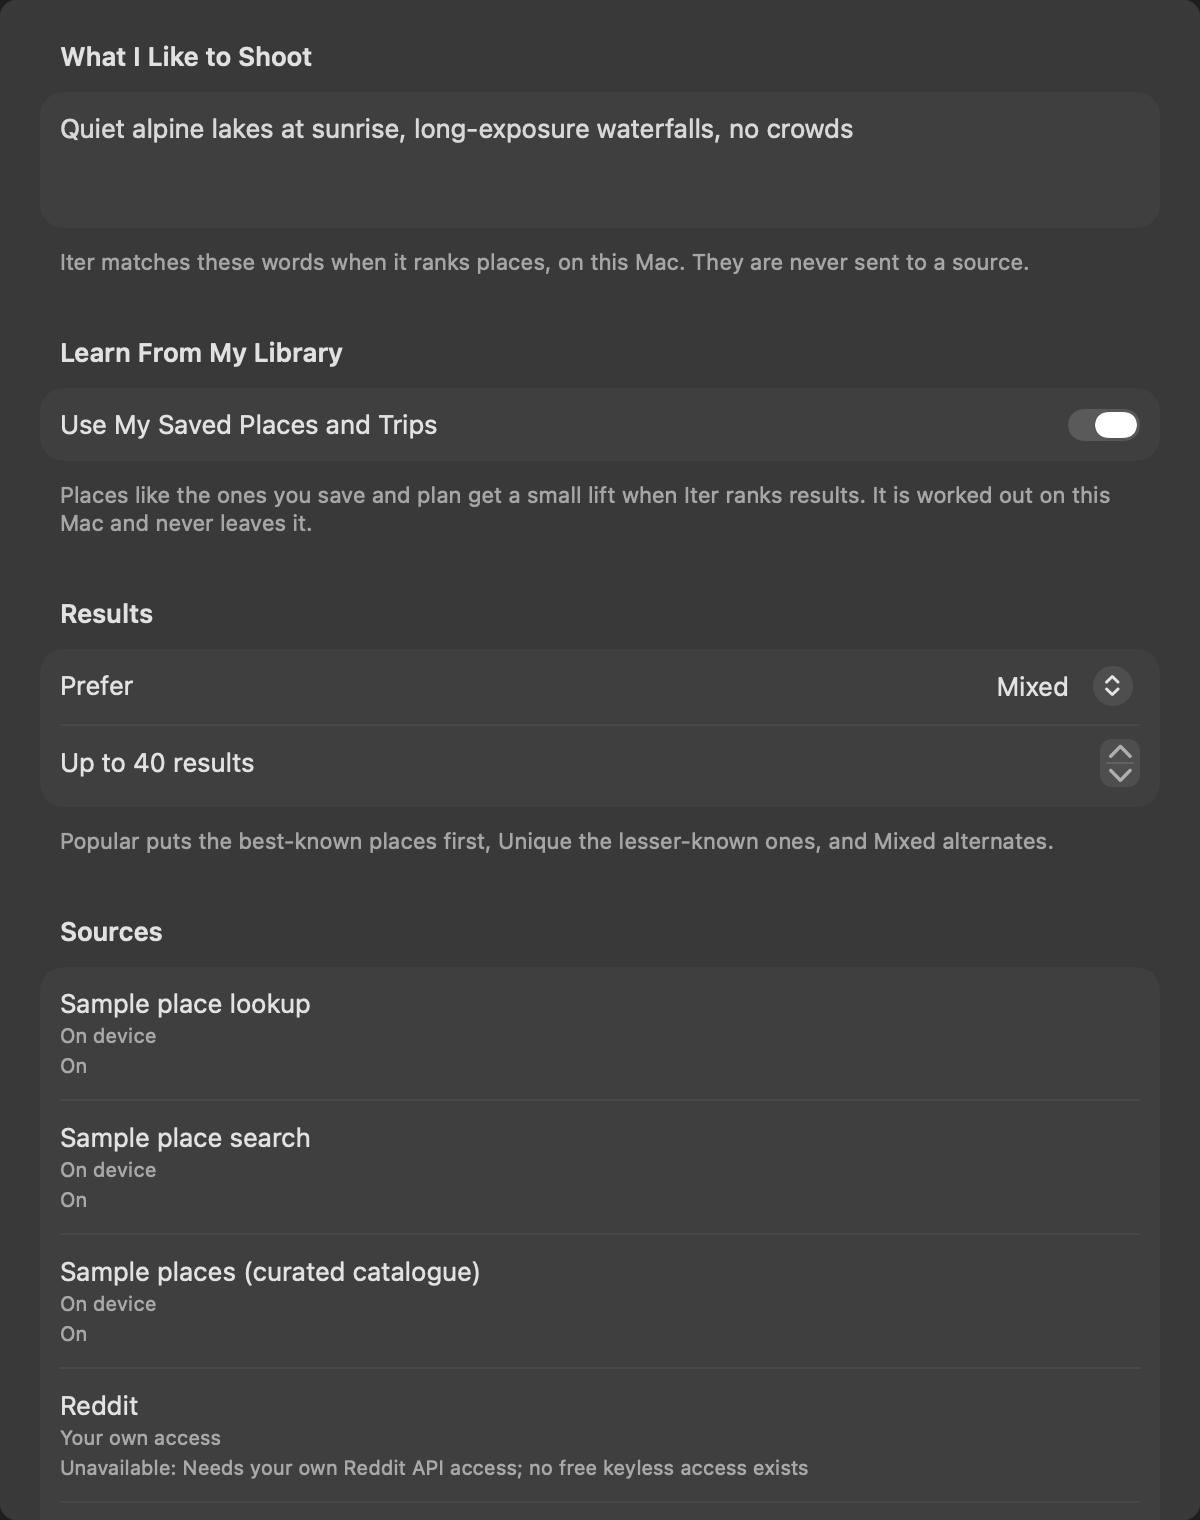 What I Like to Shoot
Quiet alpine lakes at sunrise, long-exposure waterfalls, no crowds
Iter matches these words when it ranks places, on this Mac. They are never sent to a source.
Learn From My Library
Use My Saved Places and Trips
Places like the ones you save and plan get a small lift when Iter ranks results. It is worked out on this
Mac and never leaves it.
Results
Prefer Mixed
Up to 40 results
Popular puts the best-known places first, Unique the lesser-known ones, and Mixed alternates.
Sources
Sample place lookup
On device
On
Sample place search
On device
On
Sample places (curated catalogue)
On device
On
Reddit
Your own access
Unavailable: Needs your own Reddit API access; no free keyless access exists